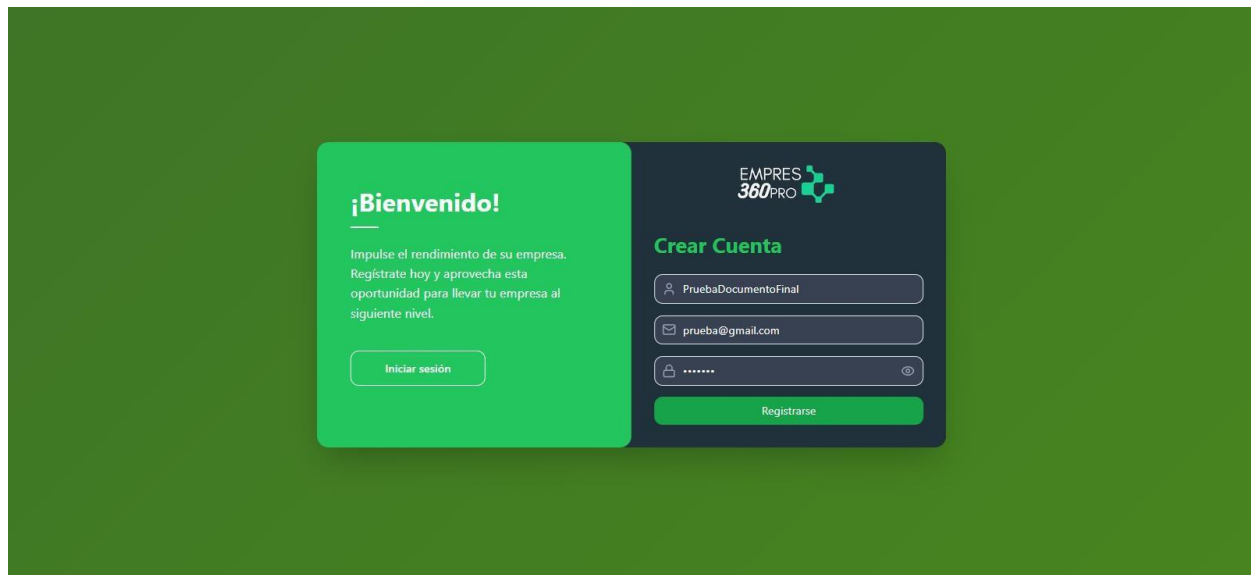 ¡Bienvenido!
Impulse el rendimiento de su empresa.
Regístrate hoy y aprovecha esta
oportunidad para llevar tu empresa al
siguiente nivel.
Iniciar sesión
EMPRES
360PRO
Crear Cuenta
PruebaDocumentoFinal
prueba@gmail.com
•••••••
Registrarse